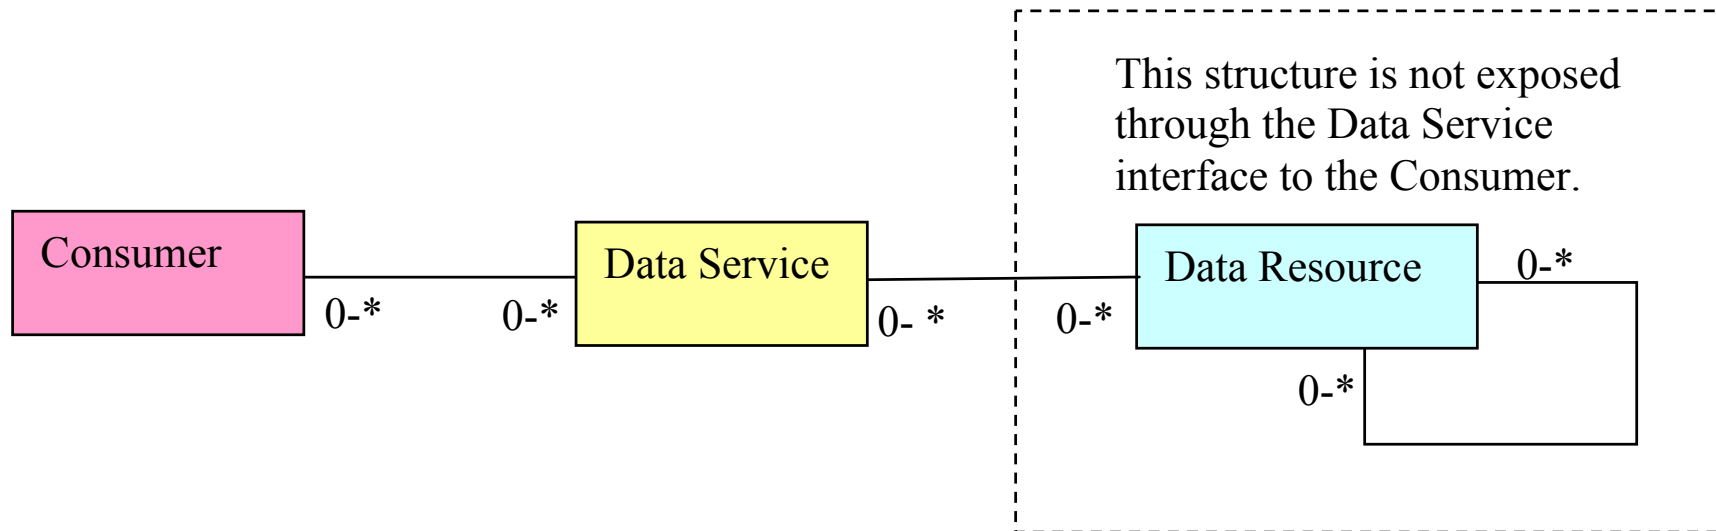 This structure is not exposed
through the Data Service
interface to the Consumer.
Consumer
Data Service
Data Resource
0-*
0-*
0-*
0- *
0-*
0-*